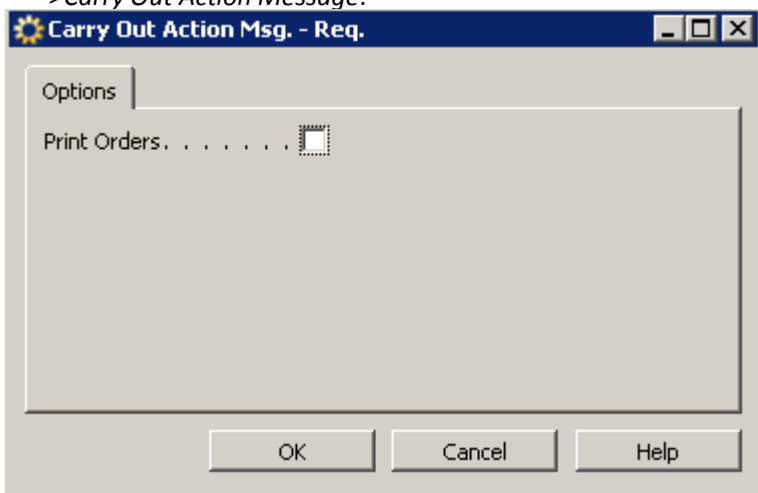 >Carry Out Action Message.
Carry Out Action Msg. - Req.
Options
Print Orders. . . . . . .
OK Cancel Help